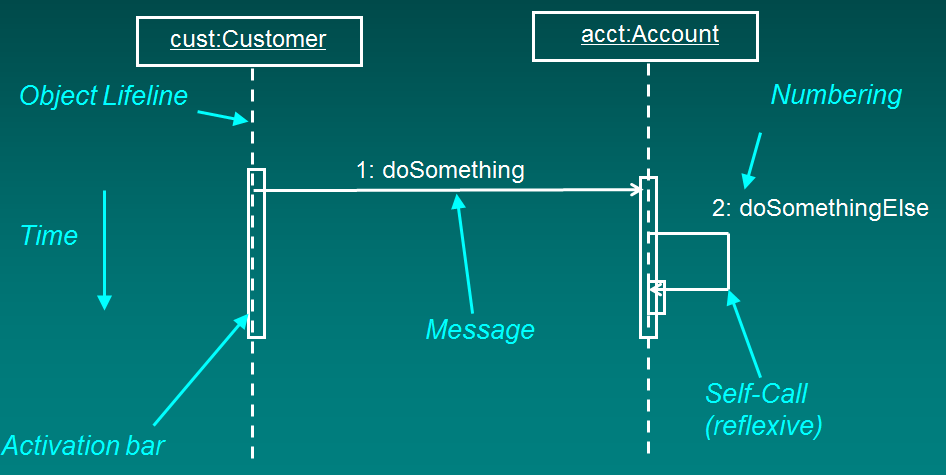 cust:Customer
acct:Account
Object Lifeline
Numbering
1: doSomething
2: doSomethingElse
Time
Message
Self-Call
(reflexive)
Activation bar